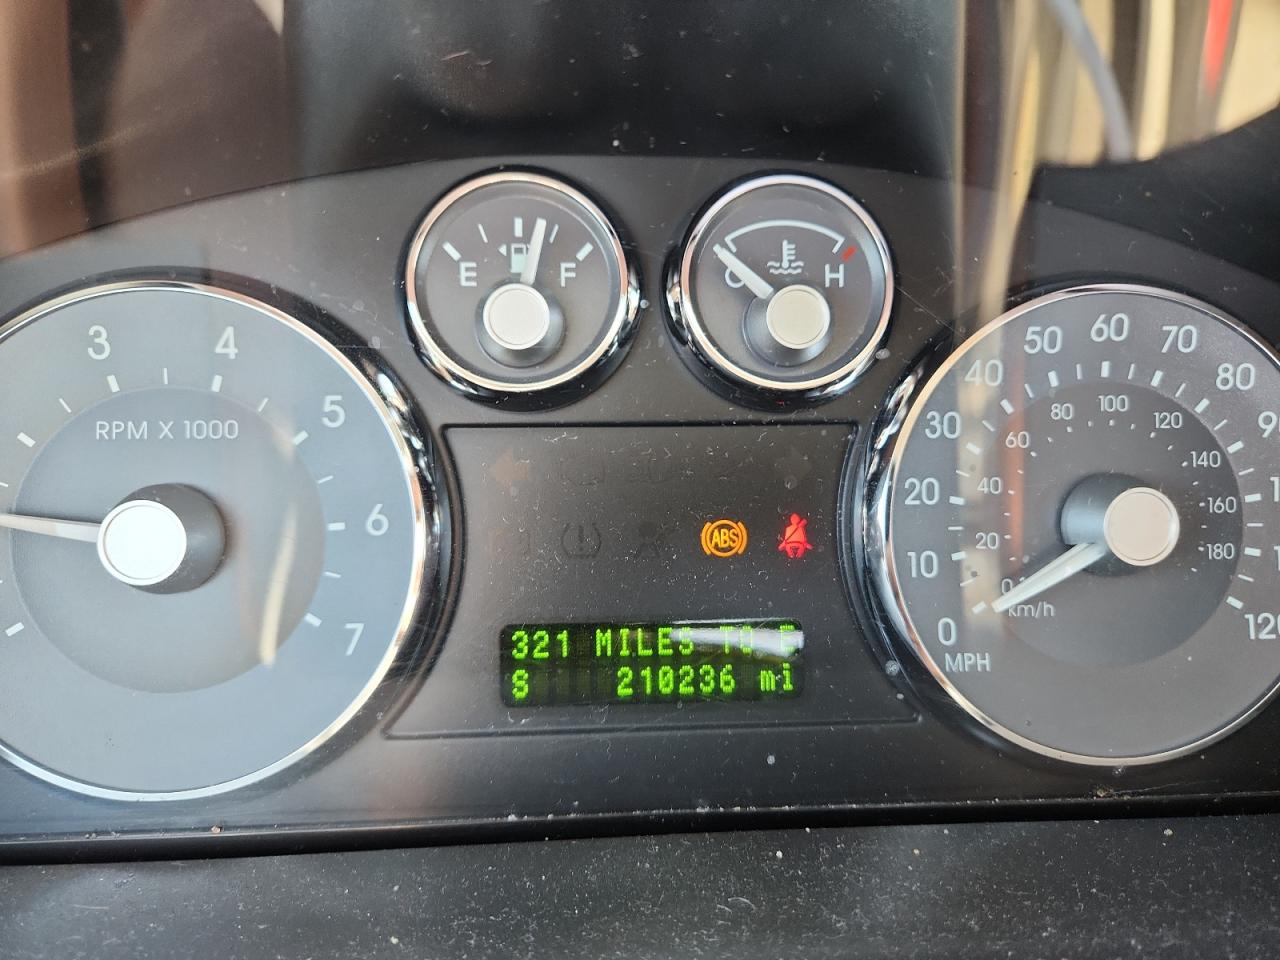 E F
C H
3 4 5 6 7
RPM X 1000
ABS
321 MILES TO E
S 210236 mi
0 10 20 30 40 50 60 70 80
120
20 40 60 80 100 120 140 160 180
km/h
MPH